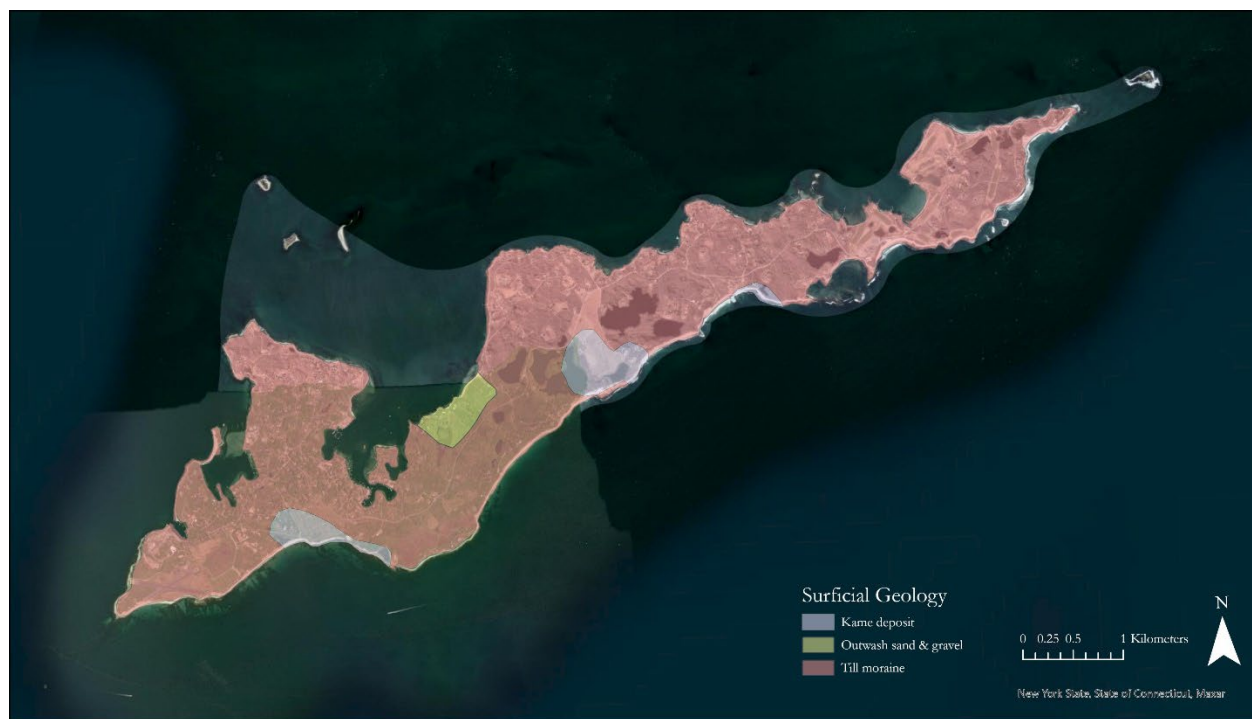 Surficial Geology
Kame deposit
Outwash sand & gravel
Till moraine
0 0.25 0.5 1 Kilometers
N
New York State, State of Connecticut, Maxar